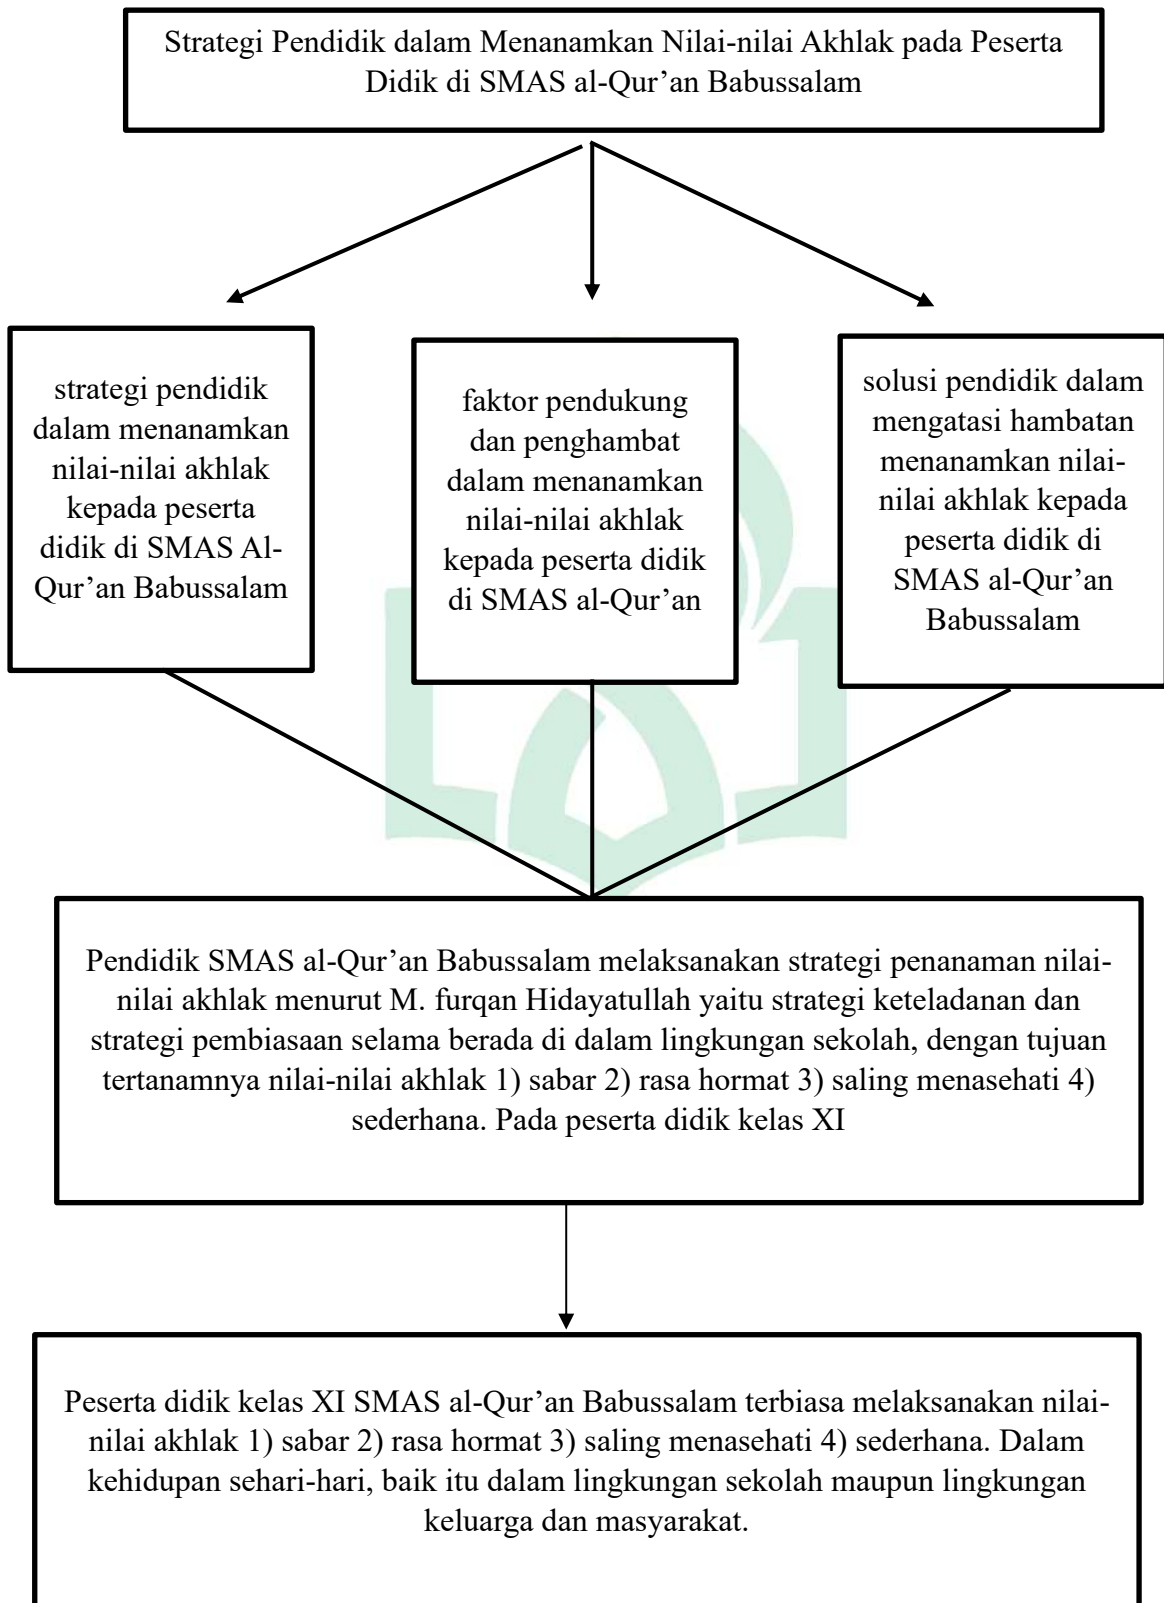 Strategi Pendidik dalam Menanamkan Nilai-nilai Akhlak pada Peserta
Didik di SMAS al-Qur’an Babussalam
strategi pendidik
dalam menanamkan
nilai-nilai akhlak
kepada peserta
didik di SMAS Al-
Qur’an Babussalam
faktor pendukung
dan penghambat
dalam menanamkan
nilai-nilai akhlak
kepada peserta didik
di SMAS al-Qur’an
solusi pendidik dalam
mengatasi hambatan
menanamkan nilai-
nilai akhlak kepada
peserta didik di
SMAS al-Qur’an
Babussalam
Pendidik SMAS al-Qur’an Babussalam melaksanakan strategi penanaman nilai-
nilai akhlak menurut M. furqan Hidayatullah yaitu strategi keteladanan dan
strategi pembiasaan selama berada di dalam lingkungan sekolah, dengan tujuan
tertanamnya nilai-nilai akhlak 1) sabar 2) rasa hormat 3) saling menasehati 4)
sederhana. Pada peserta didik kelas XI
Peserta didik kelas XI SMAS al-Qur’an Babussalam terbiasa melaksanakan nilai-
nilai akhlak 1) sabar 2) rasa hormat 3) saling menasehati 4) sederhana. Dalam
kehidupan sehari-hari, baik itu dalam lingkungan sekolah maupun lingkungan
keluarga dan masyarakat.